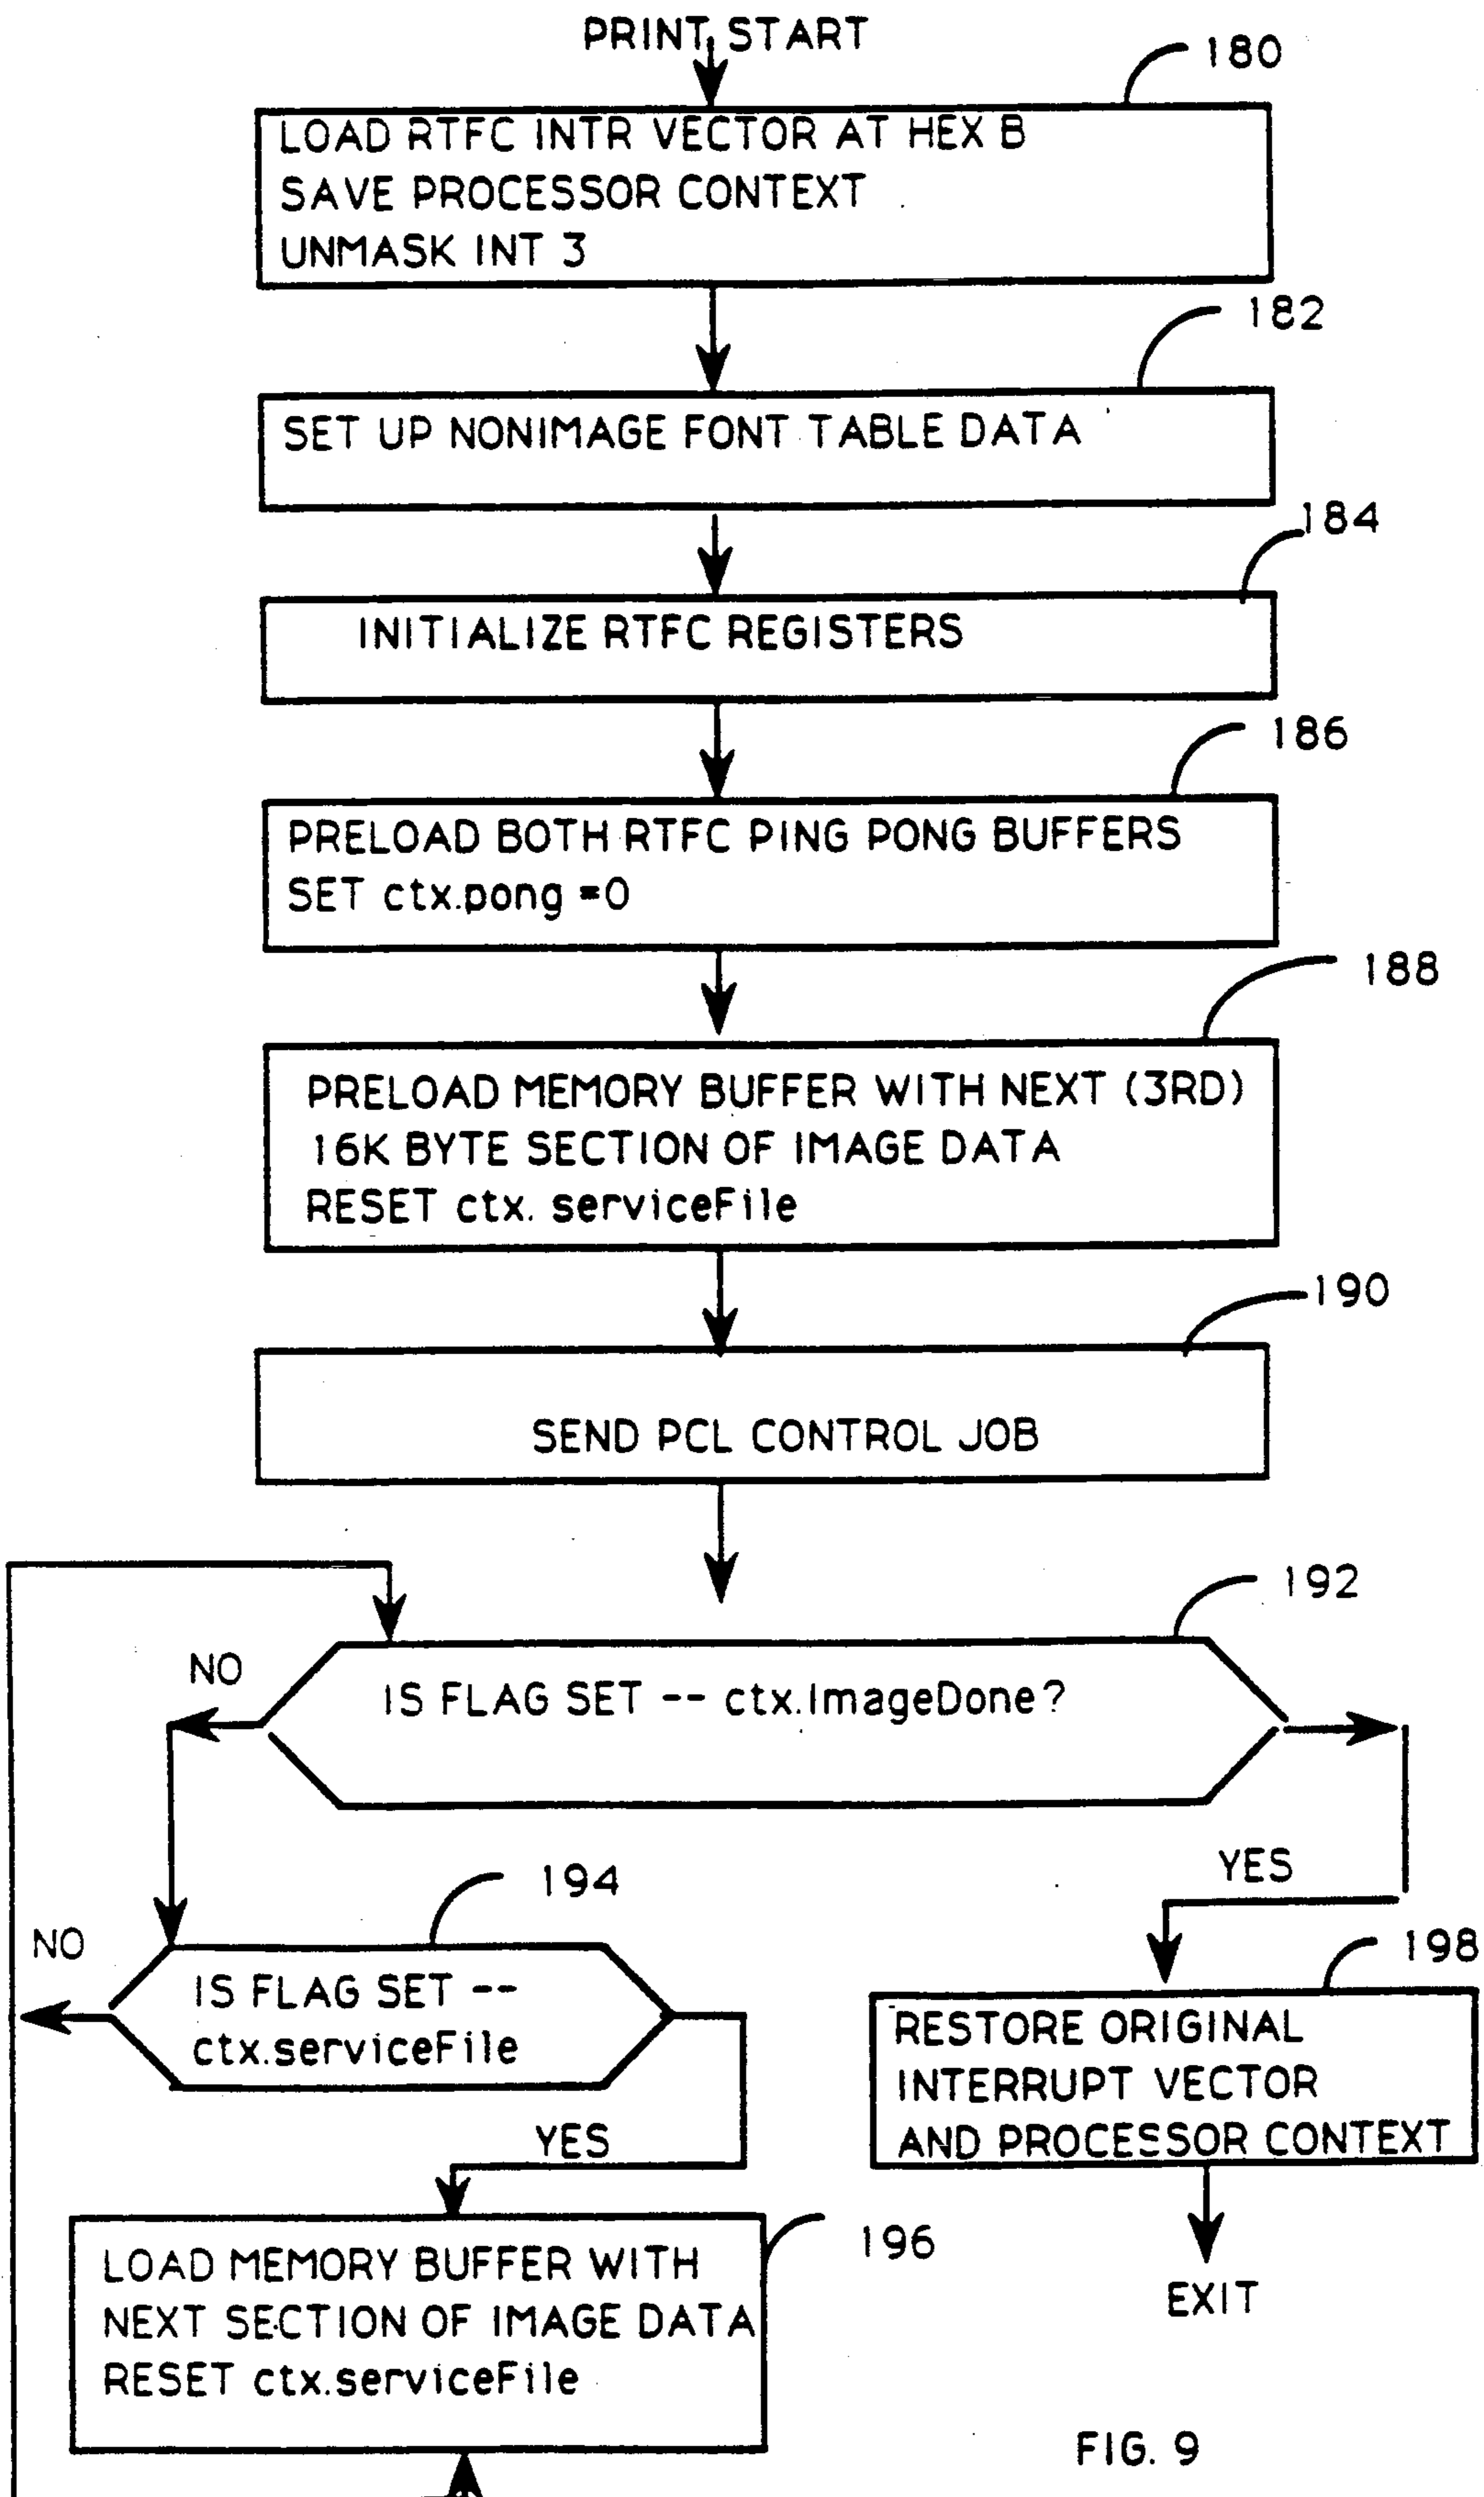 PRINT START
180
LOAD RTFC INTR VECTOR AT HEX B
SAVE PROCESSOR CONTEXT
UNMASK INT 3
182
SET UP NONIMAGE FONT TABLE DATA
184
INITIALIZE RTFC REGISTERS
186
PRELOAD BOTH RTFC PING PONG BUFFERS
SET ctx.pong =0
188
PRELOAD MEMORY BUFFER WITH NEXT (3RD)
16K BYTE SECTION OF IMAGE DATA
RESET ctx. serviceFile
190
SEND PCL CONTROL JOB
192
NO
IS FLAG SET -- ctx.ImageDone?
YES
194
NO
IS FLAG SET --
ctx.serviceFile
YES
198
RESTORE ORIGINAL
INTERRUPT VECTOR
AND PROCESSOR CONTEXT
196
LOAD MEMORY BUFFER WITH
NEXT SECTION OF IMAGE DATA
RESET ctx.serviceFile
EXIT
FIG. 9